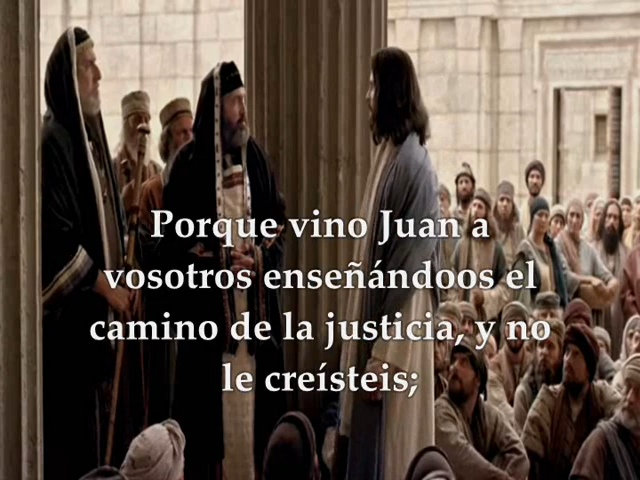 Porque vino Juan a
vosotros enseñándoos el
camino de la justicia, y no
le creísteis;